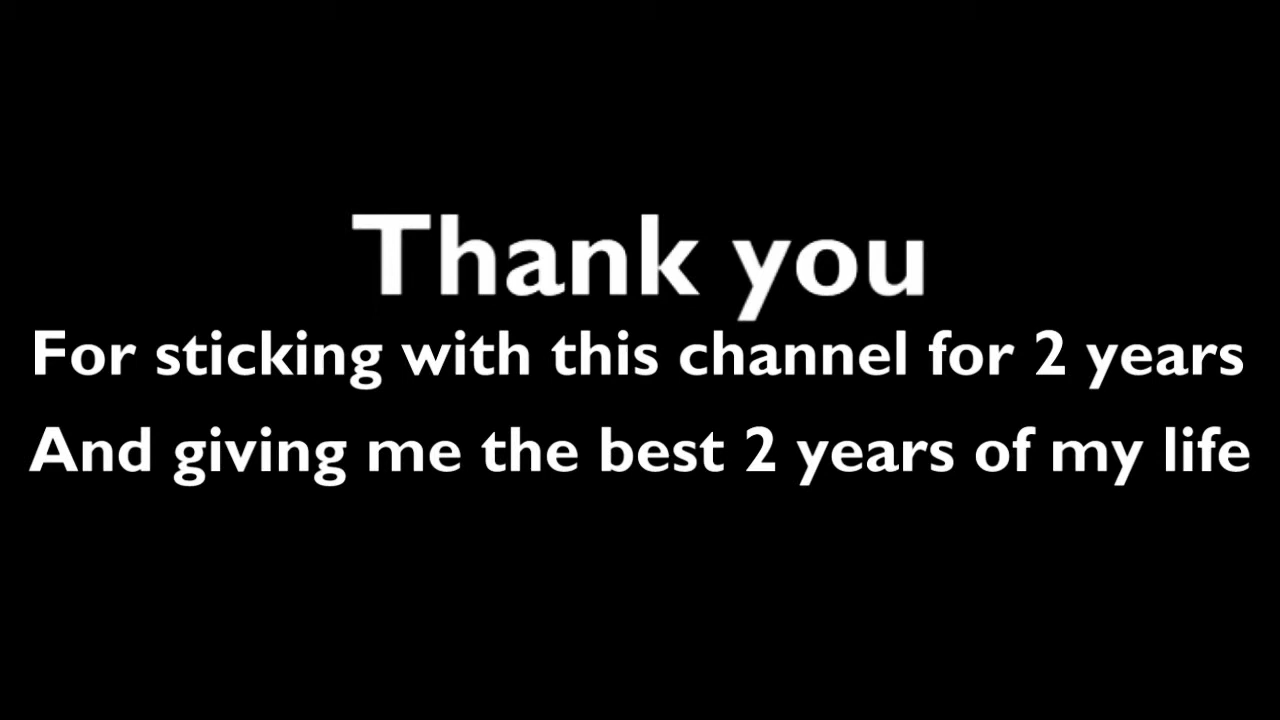 Thank you
For sticking with this channel for 2 years
And giving me the best 2 years of my life